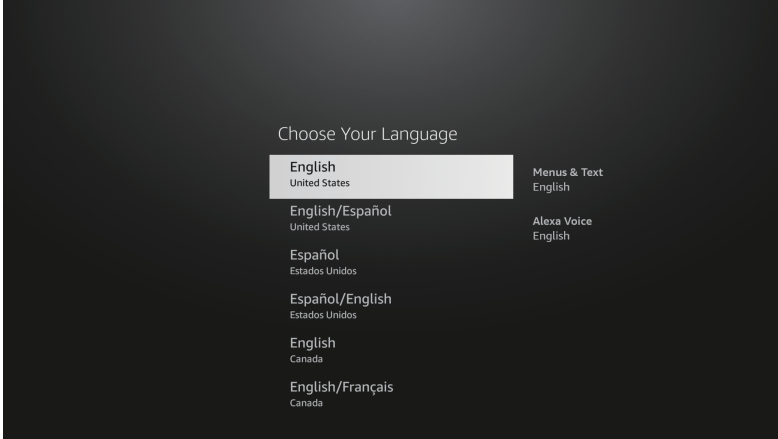 Choose Your Language
English
United States
English/Español
United States
Español
Estados Unidos
Español/English
Estados Unidos
English
Canada
English/Français
Canada
Menus & Text
English
Alexa Voice
English